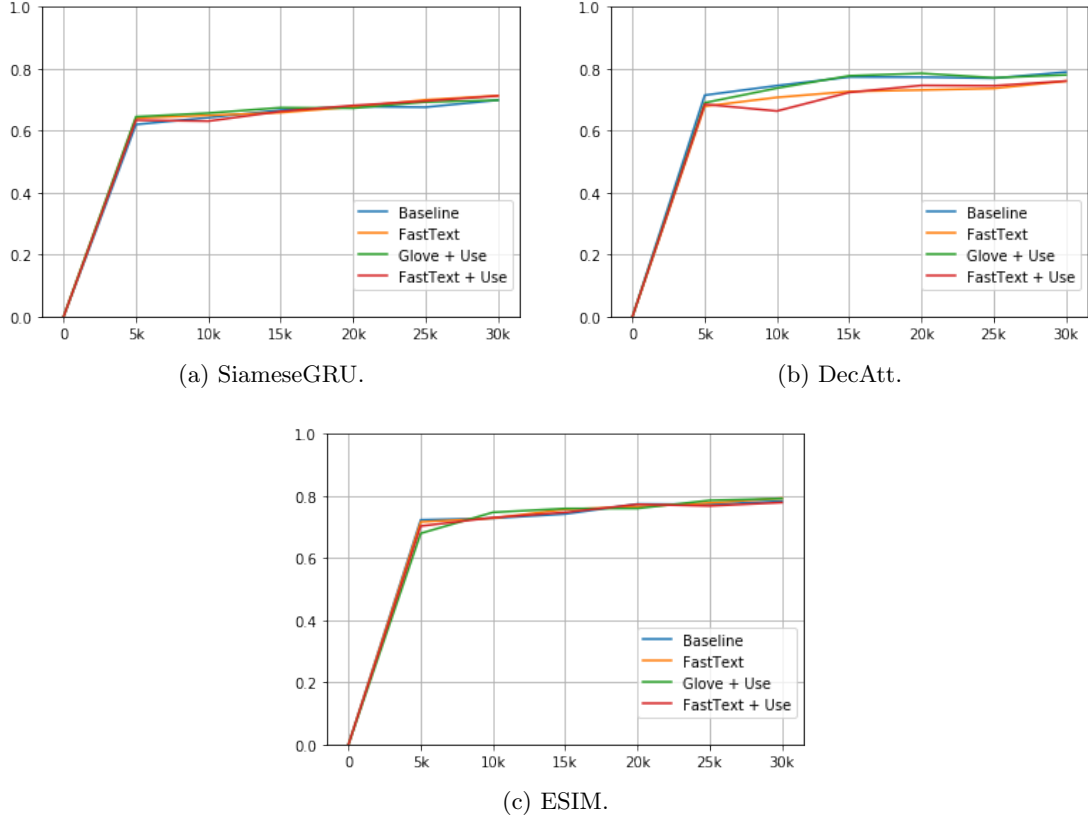 1.0
0.8
0.6
0.4
0.2
0.0
0 5k 10k 15k 20k 25k 30k
Baseline
FastText
Glove + Use
FastText + Use
(a) SiameseGRU.
1.0
0.8
0.6
0.4
0.2
0.0
0 5k 10k 15k 20k 25k 30k
Baseline
FastText
Glove + Use
FastText + Use
(b) DecAtt.
1.0
0.8
0.6
0.4
0.2
0.0
0 5k 10k 15k 20k 25k 30k
Baseline
FastText
Glove + Use
FastText + Use
(c) ESIM.